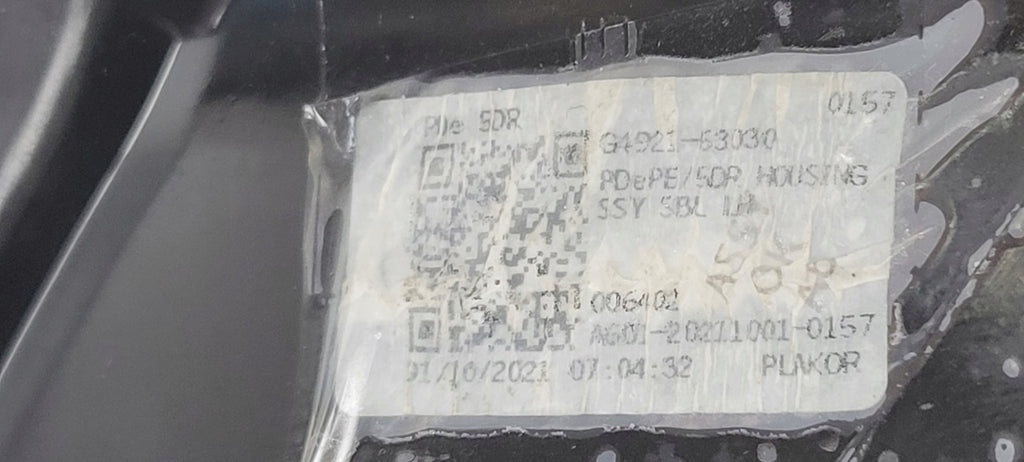 PDe 5DR
0157
G4921-63030
PDePE/5DR HOUSING
SSY SBL LH
006402
A601-20211001-0157
01/10/2021 07:04:32 PLAKOR